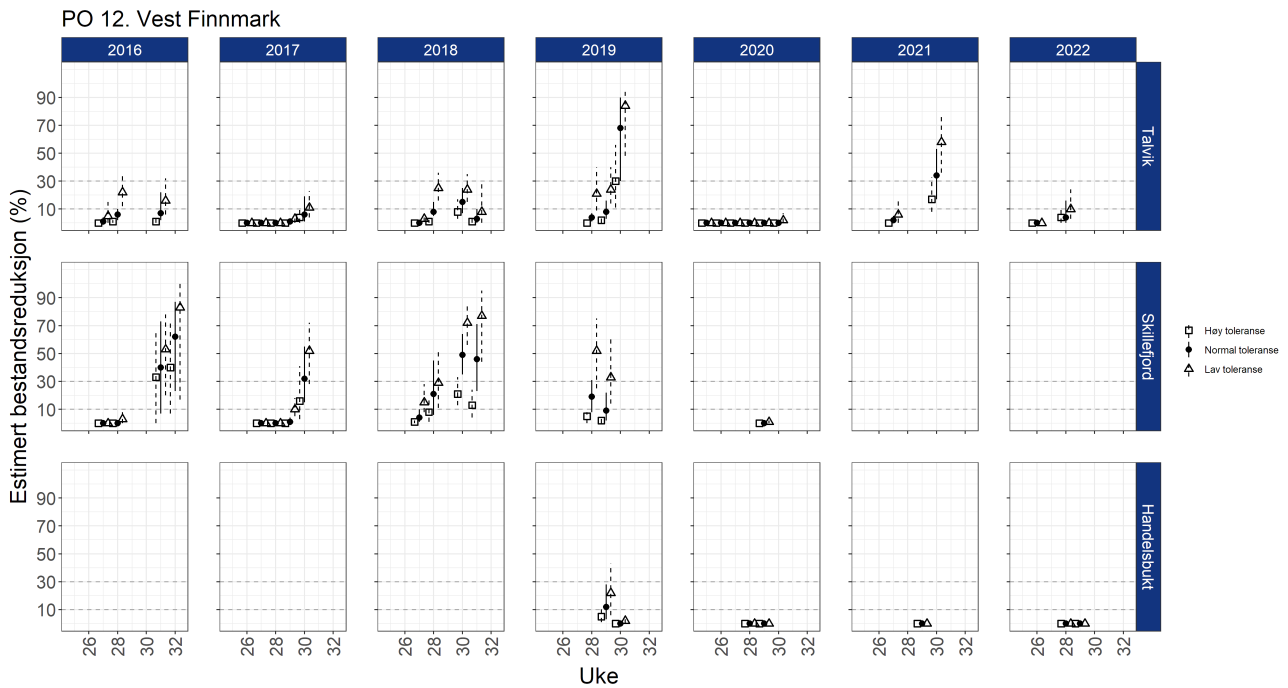 PO 12. Vest Finnmark
2016 2017 2018 2019 2020 2021 2022
Estimert bestandsreduksjon (%)
90
70
50
30
10
Talvik
90
70
50
30
10
Skillefjord
90
70
50
30
10
Handelsbukt
26 28 30 32 26 28 30 32 26 28 30 32 26 28 30 32 26 28 30 32 26 28 30 32 26 28 30 32
Uke
Høy toleranse
Normal toleranse
Lav toleranse